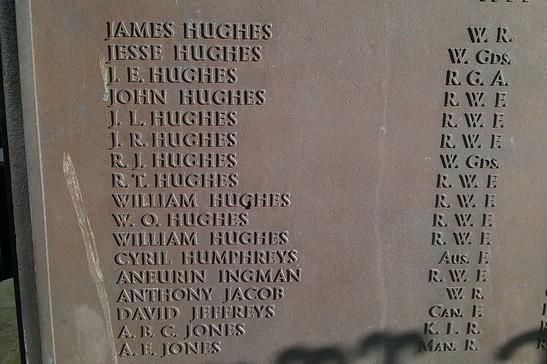 JAMES HUGHES W. R.
JESSE HUGHES W. Gds.
J. E. HUGHES R. G. A.
JOHN HUGHES R. W. F.
J. L. HUGHES R. W. F.
J. R. HUGHES R. W. F.
R. J. HUGHES W. Gds.
R. T. HUGHES R. W. F.
WILLIAM HUGHES R. W. F.
W. O. HUGHES R. W. F.
WILLIAM HUGHES R. W. F.
CYRIL HUMPHREYS Aus. F.
ANEURIN INGMAN R. W. F.
ANTHONY JACOB W. R.
DAVID JEFFREYS CAN. F.
A. B. C. JONES K. L. R.
A. E. JONES MAN. R.